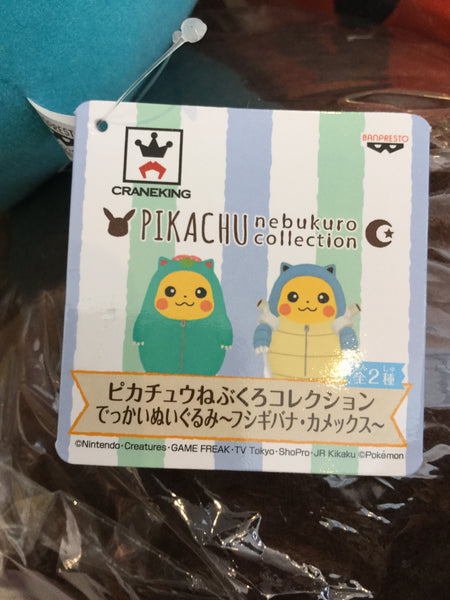 BANPRESTO
CRANEKING
PIKACHU nebukuro collection
全2種
ピカチュウねぶくろコレクション
でっかいぬいぐるみ〜フシギバナ・カメックス〜
©Nintendo·Creatures·GAME FREAK·TV Tokyo·ShoPro·JR Kikaku ©Pokémon